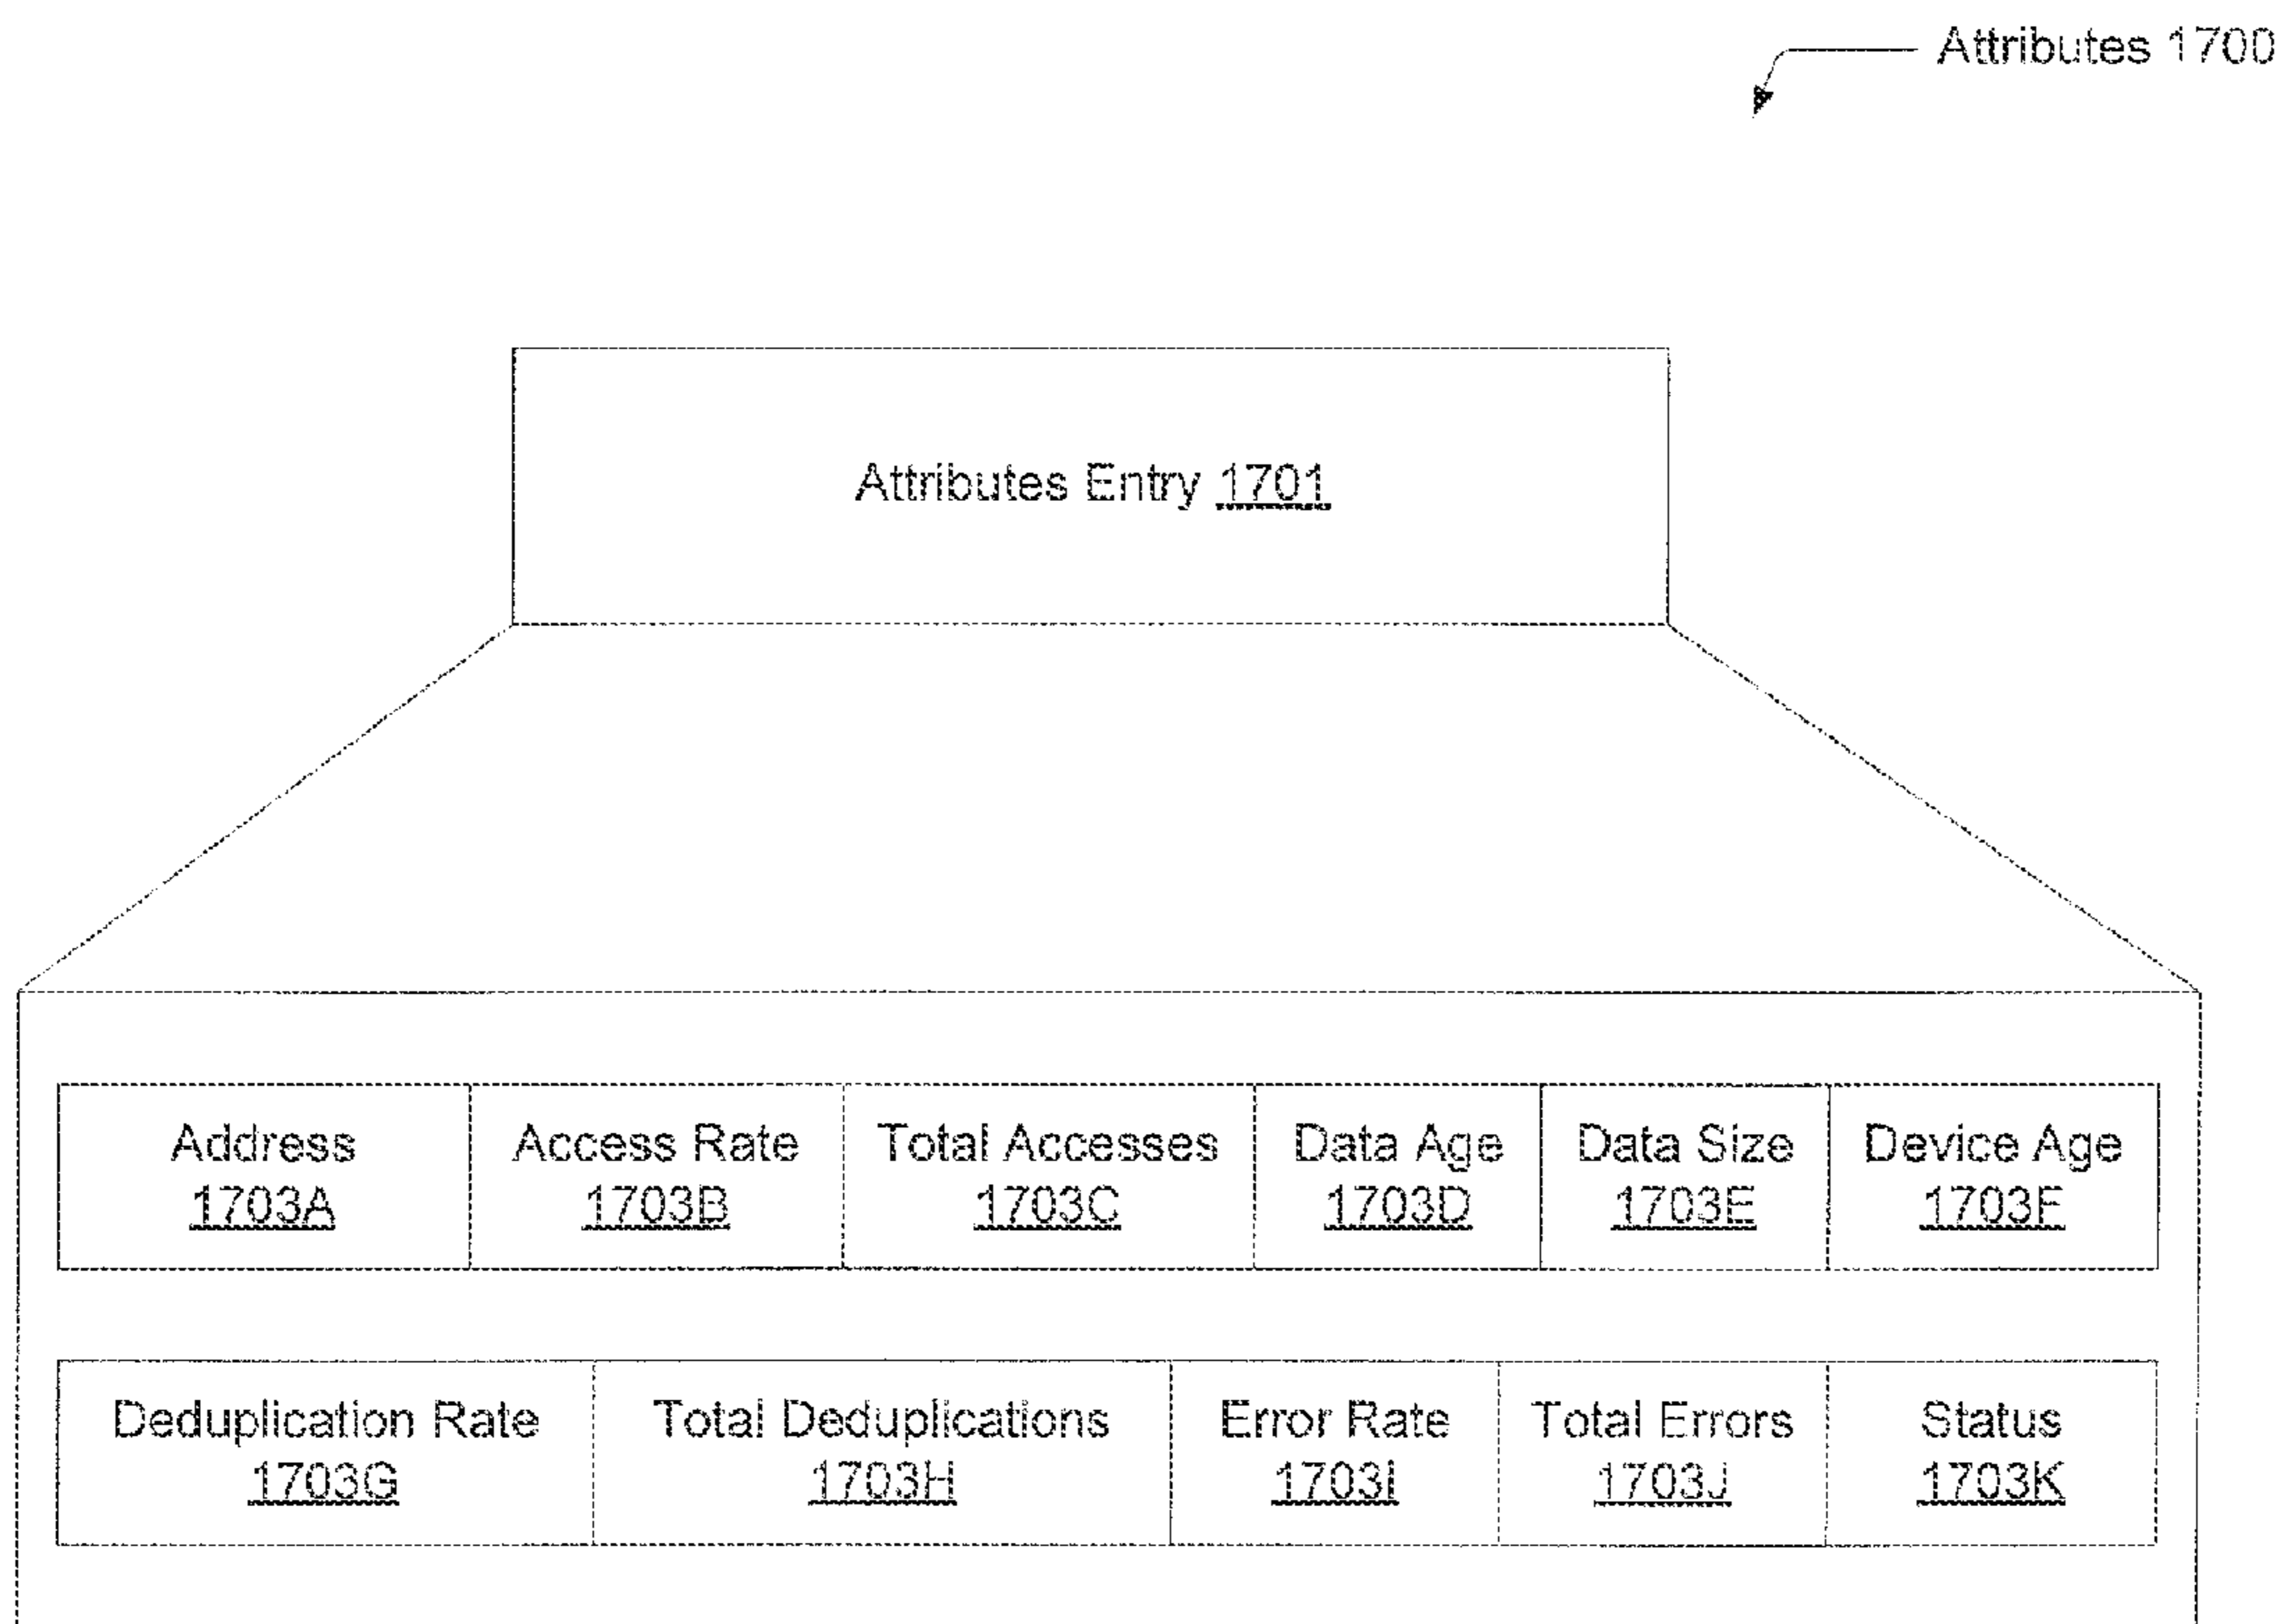 Attributes 1700
Attributes Entry 1701
Address
1703A
Access Rate
1703B
Total Accesses
1703C
Data Age
1703D
Data Size
1703E
Device Age
1703F
Deduplication Rate
1703G
Total Deduplications
1703H
Error Rate
1703I
Total Errors
1703J
Status
1703K